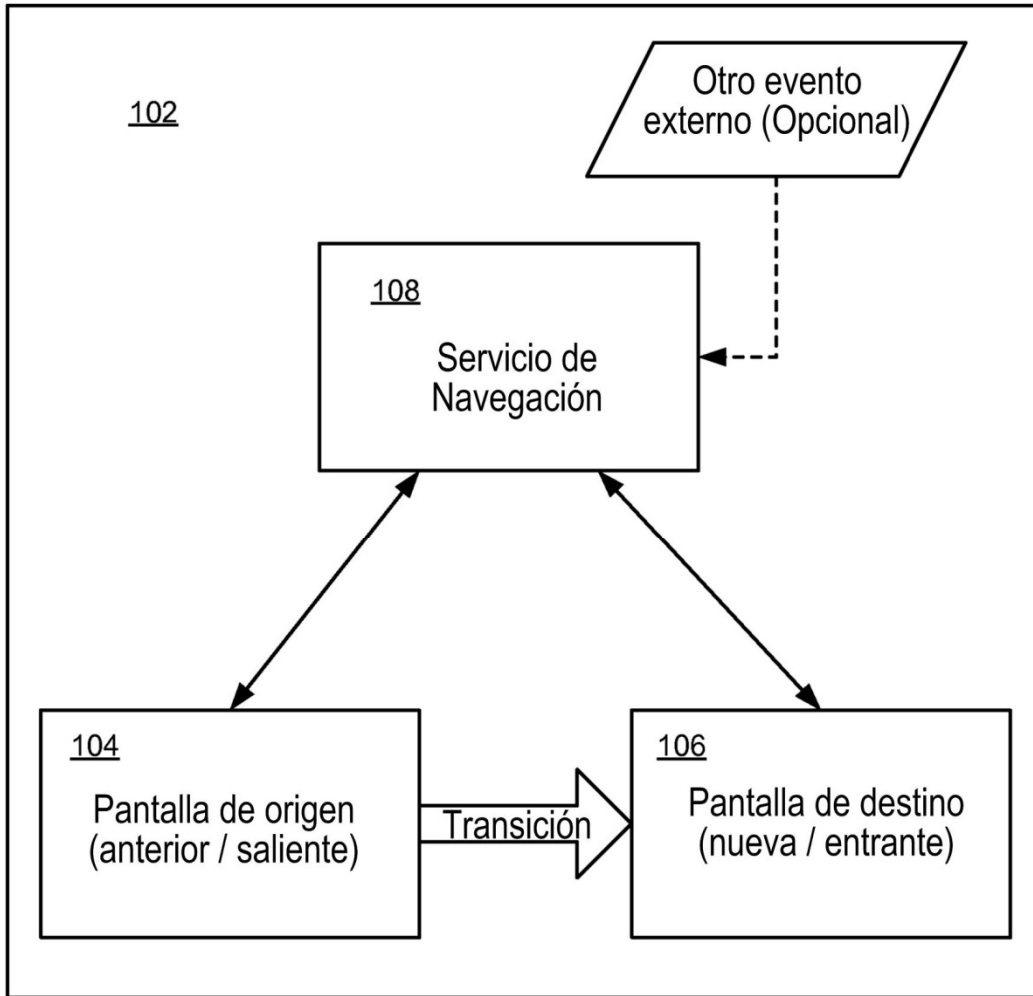 102
Otro evento
externo (Opcional)
108
Servicio de
Navegación
104
Pantalla de origen
(anterior / saliente)
Transición
106
Pantalla de destino
(nueva / entrante)